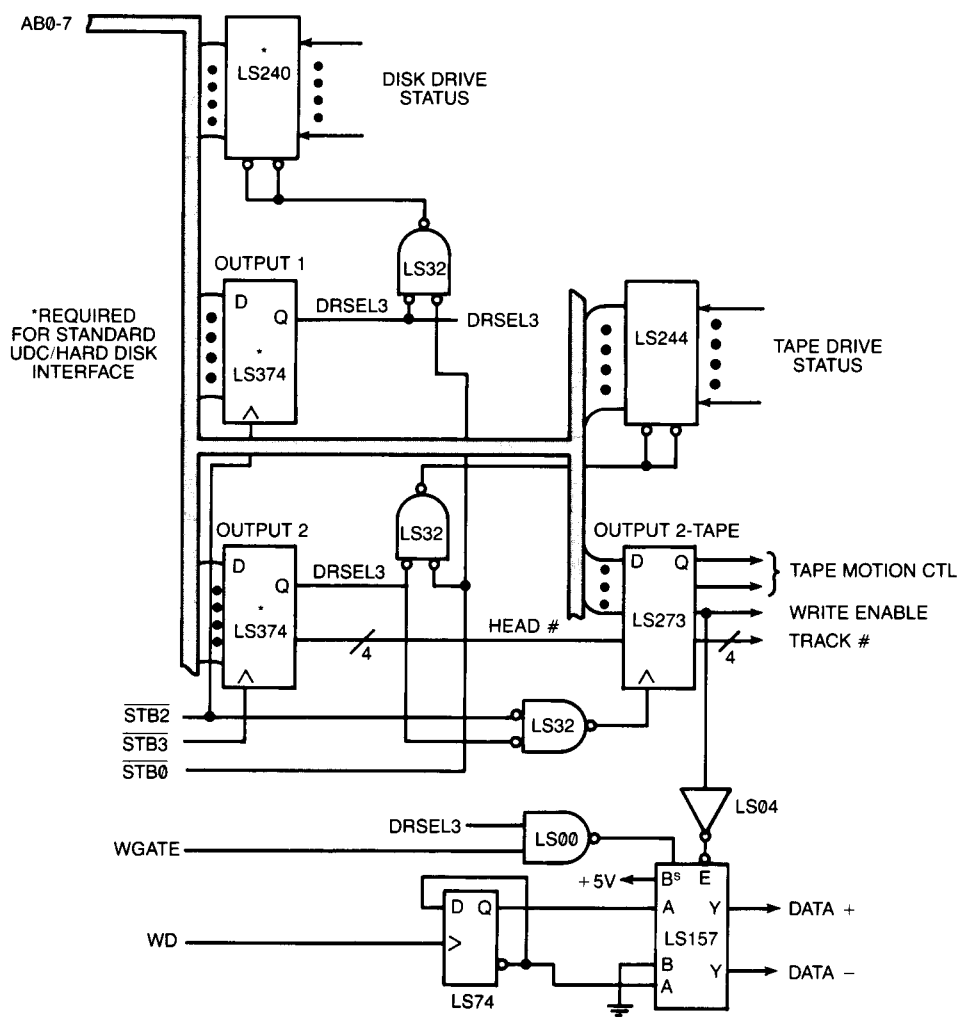 AB0-7
*
LS240
DISK DRIVE
STATUS
LS32
OUTPUT 1
D
Q
*
LS374
DRSEL3
DRSEL3
*REQUIRED
FOR STANDARD
UDC/HARD DISK
INTERFACE
LS244
TAPE DRIVE
STATUS
LS32
OUTPUT 2
D
Q
*
LS374
DRSEL3
HEAD #
4
OUTPUT 2-TAPE
D
Q
LS273
TAPE MOTION CTL
WRITE ENABLE
TRACK #
4
STB2
STB3
STB0
LS32
LS04
DRSEL3
WGATE
LS00
+5V
BS
E
A
Y
DATA +
LS157
B
Y
DATA −
A
D
Q
WD
LS74